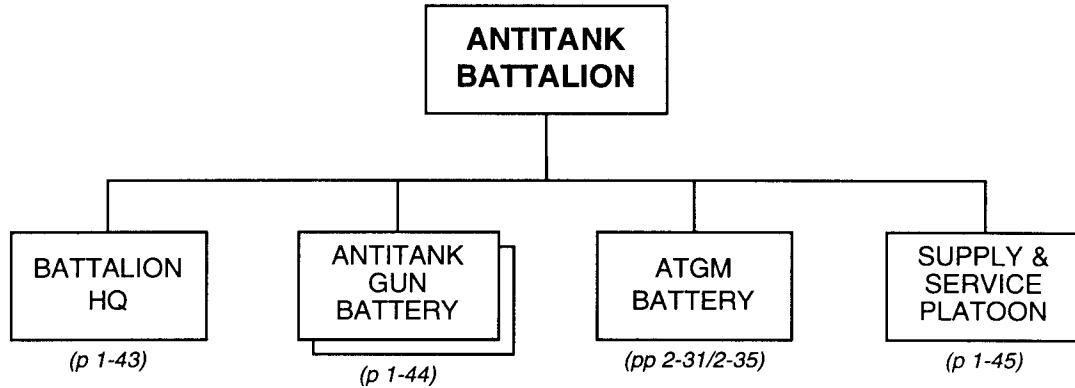 ANTITANK
BATTALION
BATTALION
HQ
(p 1-43)
ANTITANK
GUN
BATTERY
(p 1-44)
ATGM
BATTERY
(pp 2-31/2-35)
SUPPLY &
SERVICE
PLATOON
(p 1-45)